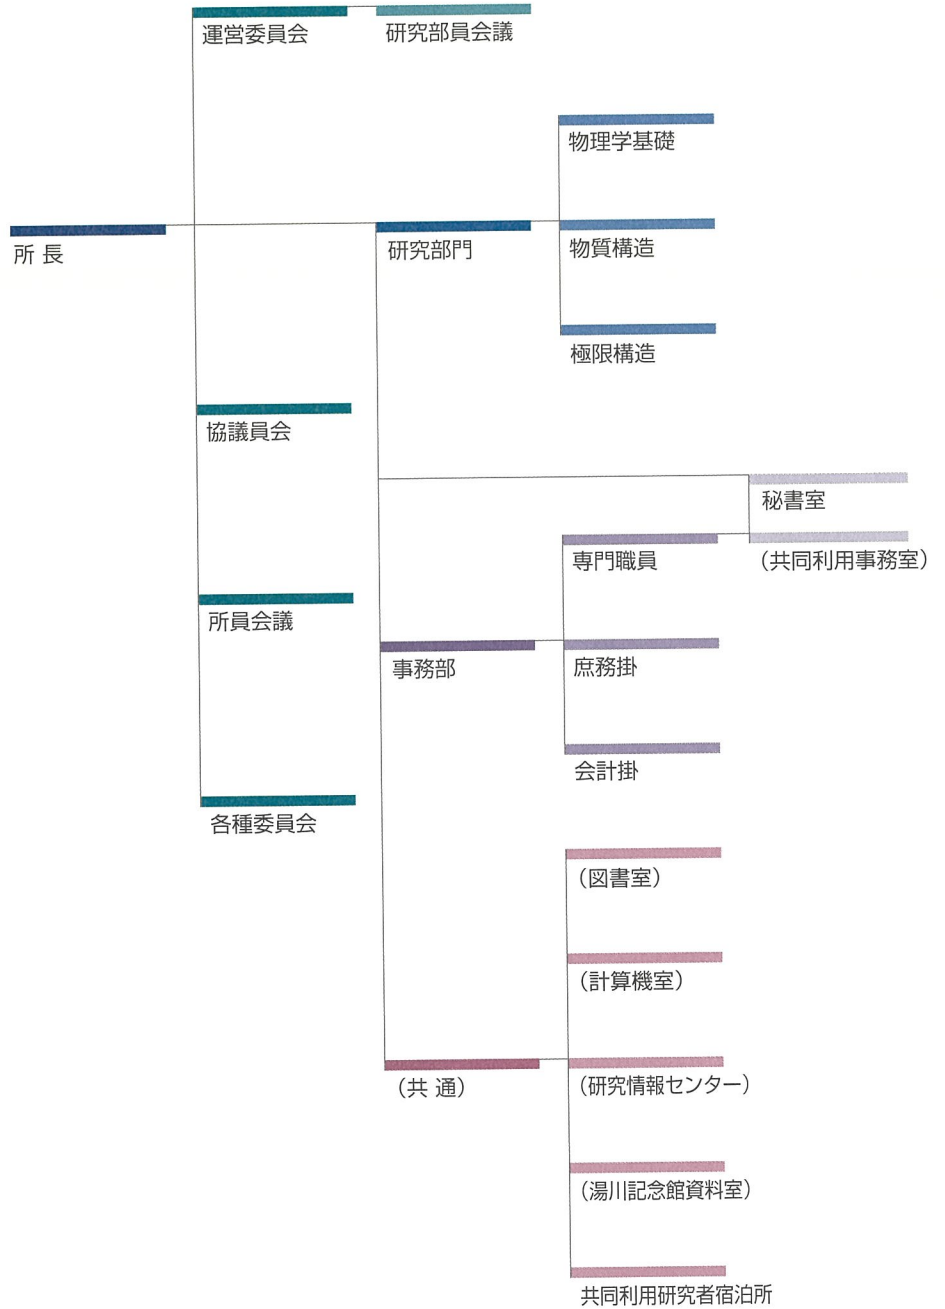 運営委員会
研究部員会議
物理学基礎
所 長
研究部門
物質構造
極限構造
協議員会
秘書室
専門職員
（共同利用事務室）
所員会議
事務部
庶務掛
会計掛
各種委員会
（図書室）
（計算機室）
（共 通）
（研究情報センター）
（湯川記念館資料室）
共同利用研究者宿泊所